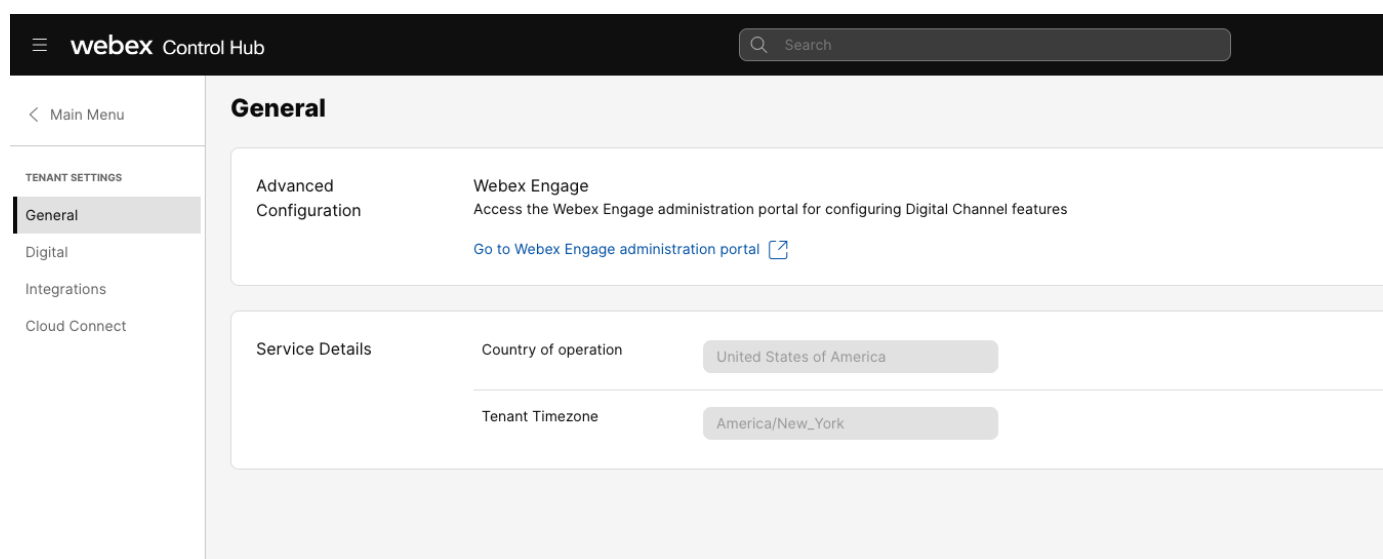 webex Control Hub
Search
Main Menu
TENANT SETTINGS
General
Digital
Integrations
Cloud Connect
General
Advanced
Configuration
Webex Engage
Access the Webex Engage administration portal for configuring Digital Channel features
Go to Webex Engage administration portal
Service Details
Country of operation
United States of America
Tenant Timezone
America/New_York